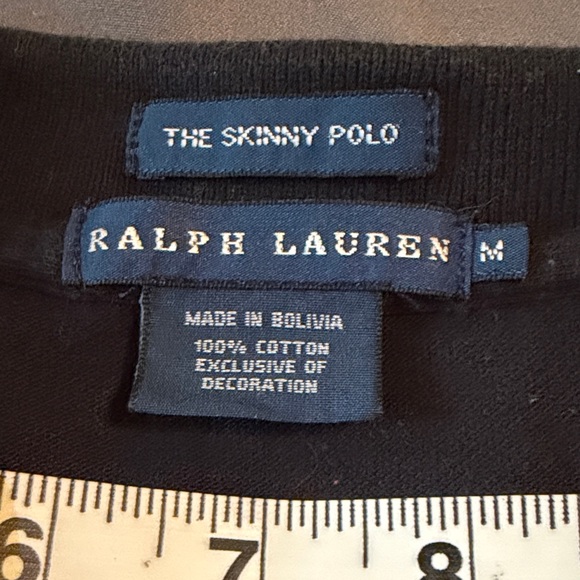 THE SKINNY POLO
RALPH LAUREN M
MADE IN BOLIVIA
100% COTTON
EXCLUSIVE OF
DECORATION
6 7 8